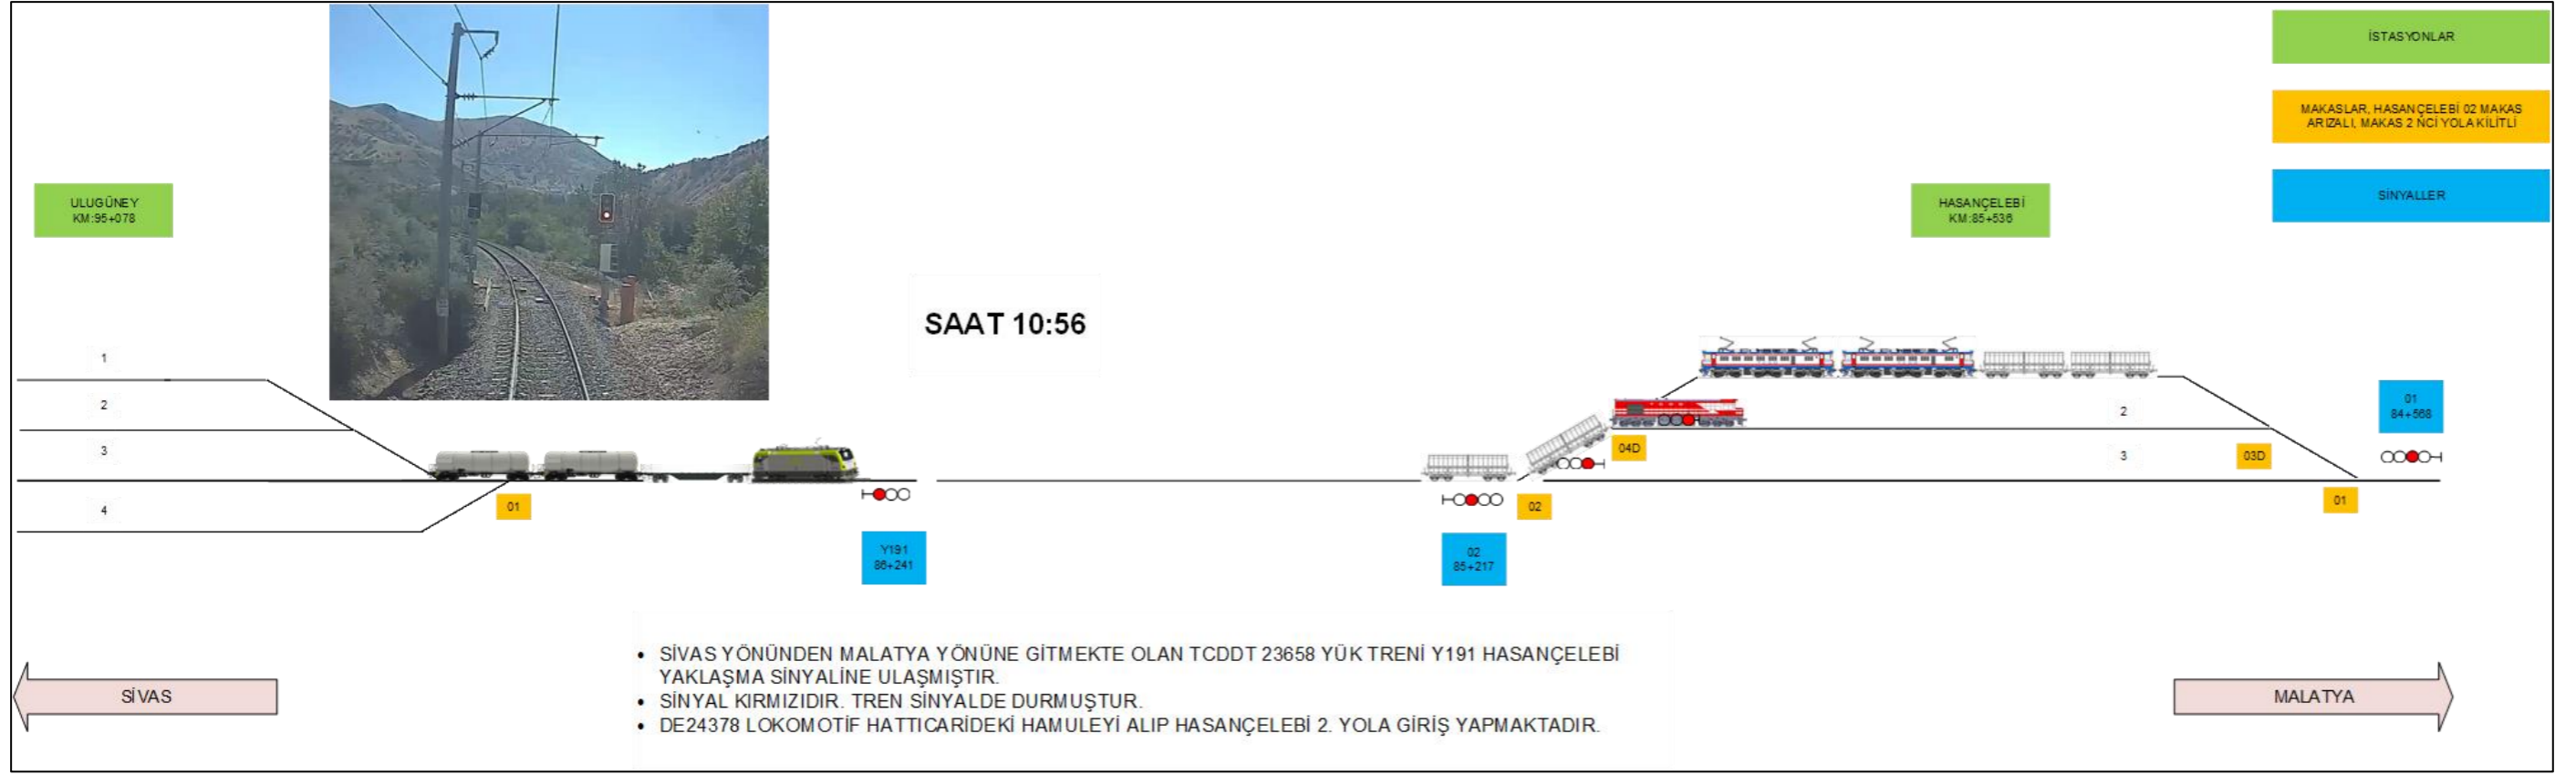 İSTASYONLAR
MAKASLAR, HASANÇELEBİ 02 MAKAS
ARIZALI, MAKAS 2 NCİ YOLA KİLİTLİ
SİNYALLER
ULUGÜNEY
KM:95+078
HASANÇELEBİ
KM:85+536
SAAT 10:56
1
2
3
4
01
Y191
86+241
02
85+217
02
04D
2
3
03D
01
01
84+568
SİVAS
MALATYA
• SİVAS YÖNÜNDEN MALATYA YÖNÜNE GİTMEKTE OLAN TCDDT 23658 YÜK TRENİ Y191 HASANÇELEBİ
YAKLAŞMA SİNYALİNE ULAŞMIŞTIR.
• SİNYAL KIRMIZIDIR. TREN SİNYALDE DURMUŞTUR.
• DE24378 LOKOMOTİF HATTICARİDEKİ HAMULEYİ ALIP HASANÇELEBİ 2. YOLA GİRİŞ YAPMAKTADIR.